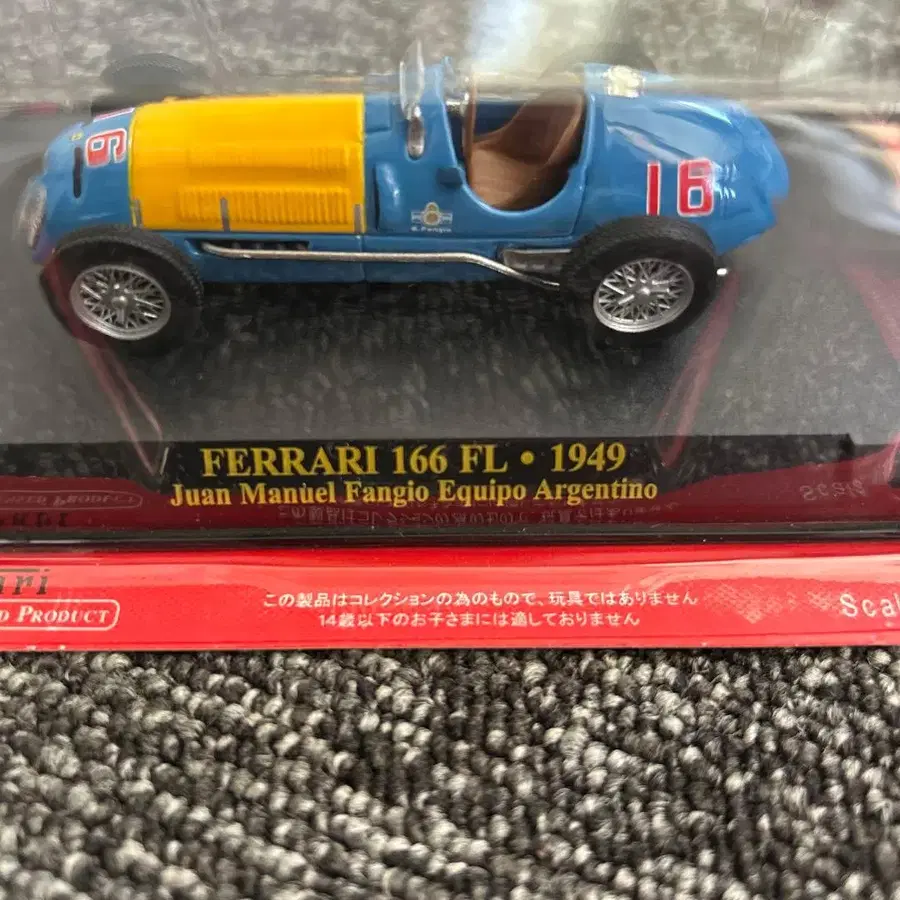 16
16
FERRARI 166 FL • 1949
Juan Manuel Fangio Equipo Argentino
PRODUCT
この製品はコレクションの為のもので、玩具ではありません
14歳以下のお子さまには適しておりません